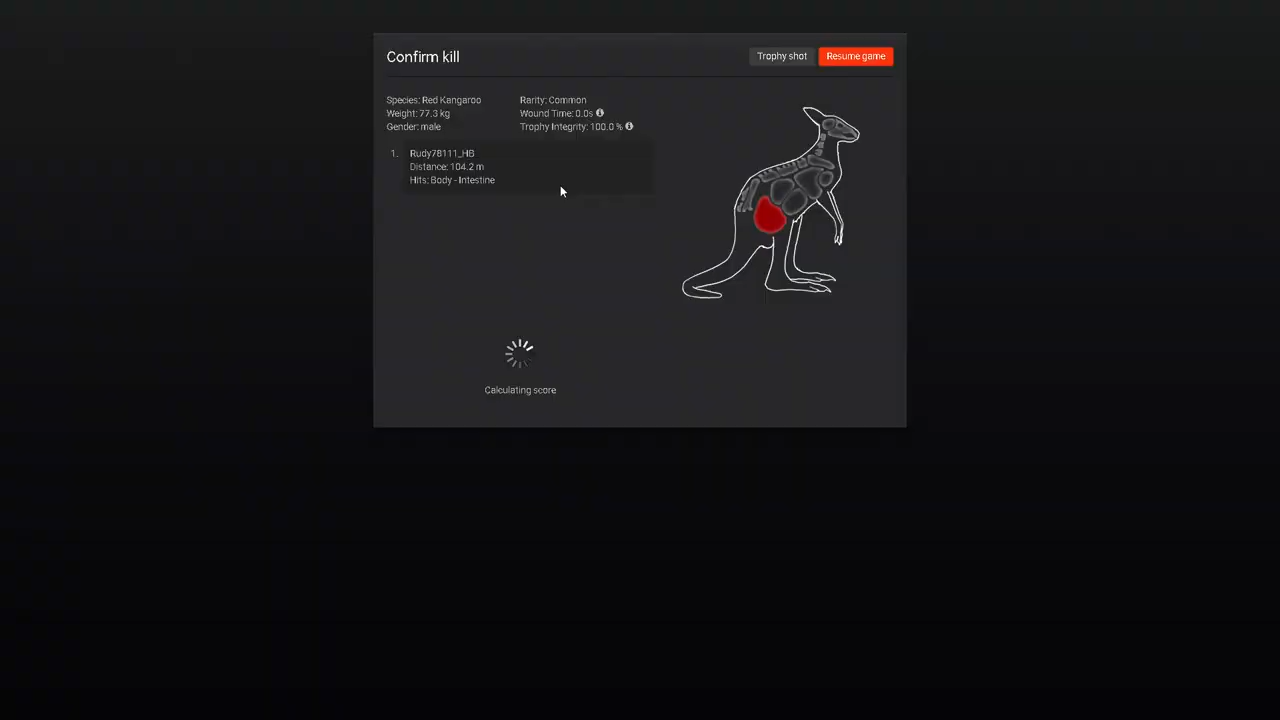 Confirm kill
Trophy shot
Resume game
Species: Red Kangaroo
Weight: 77.3 kg
Gender: male
Rarity: Common
Wound Time: 0.0s
Trophy Integrity: 100.0 %
1.
Rudy78111_HB
Distance: 104.2 m
Hits: Body - Intestine
Calculating score